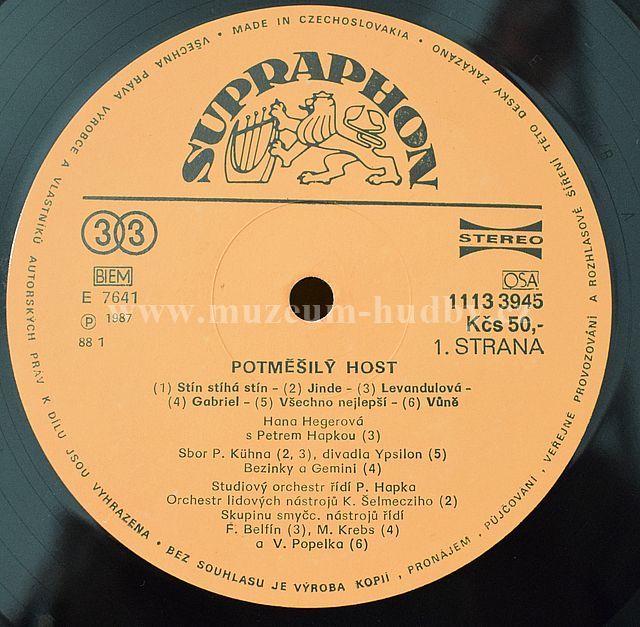 • VŠECHNA PRÁVA VÝROBCE A VLASTNÍKŮ AUTORSKÝCH PRÁV K DÍLU JSOU VYHRAZENA • BEZ SOUHLASU JE VÝROBA KOPIÍ, PRONÁJEM, PŮJČOVÁNÍ, VEŘEJNÉ PROVOZOVÁNÍ A ROZHLASOVÉ ŠÍŘENÍ TÉTO DESKY ZAKÁZÁNO • MADE IN CZECHOSLOVAKIA
SUPRAPHON
33
STEREO
BIEM
OSA
E 7641
1113 3945
www.muzeum-hudby.cz
Ⓟ 1987
Kčs 50,-
88 1
1. STRANA
POTMĚŠILÝ HOST
(1) Stín stíhá stín – (2) Jinde – (3) Levandulová –
(4) Gabriel – (5) Všechno nejlepší – (6) Vůně
Hana Hegerová
s Petrem Hapkou (3)
Sbor P. Kühna (2, 3), divadla Ypsilon (5)
Bezinky a Gemini (4)
Studiový orchestr řídí P. Hapka
Orchestr lidových nástrojů K. Šelmecziho (2)
Skupinu smyčc. nástrojů řídí
F. Belfín (3), M. Krebs (4)
a V. Popelka (6)